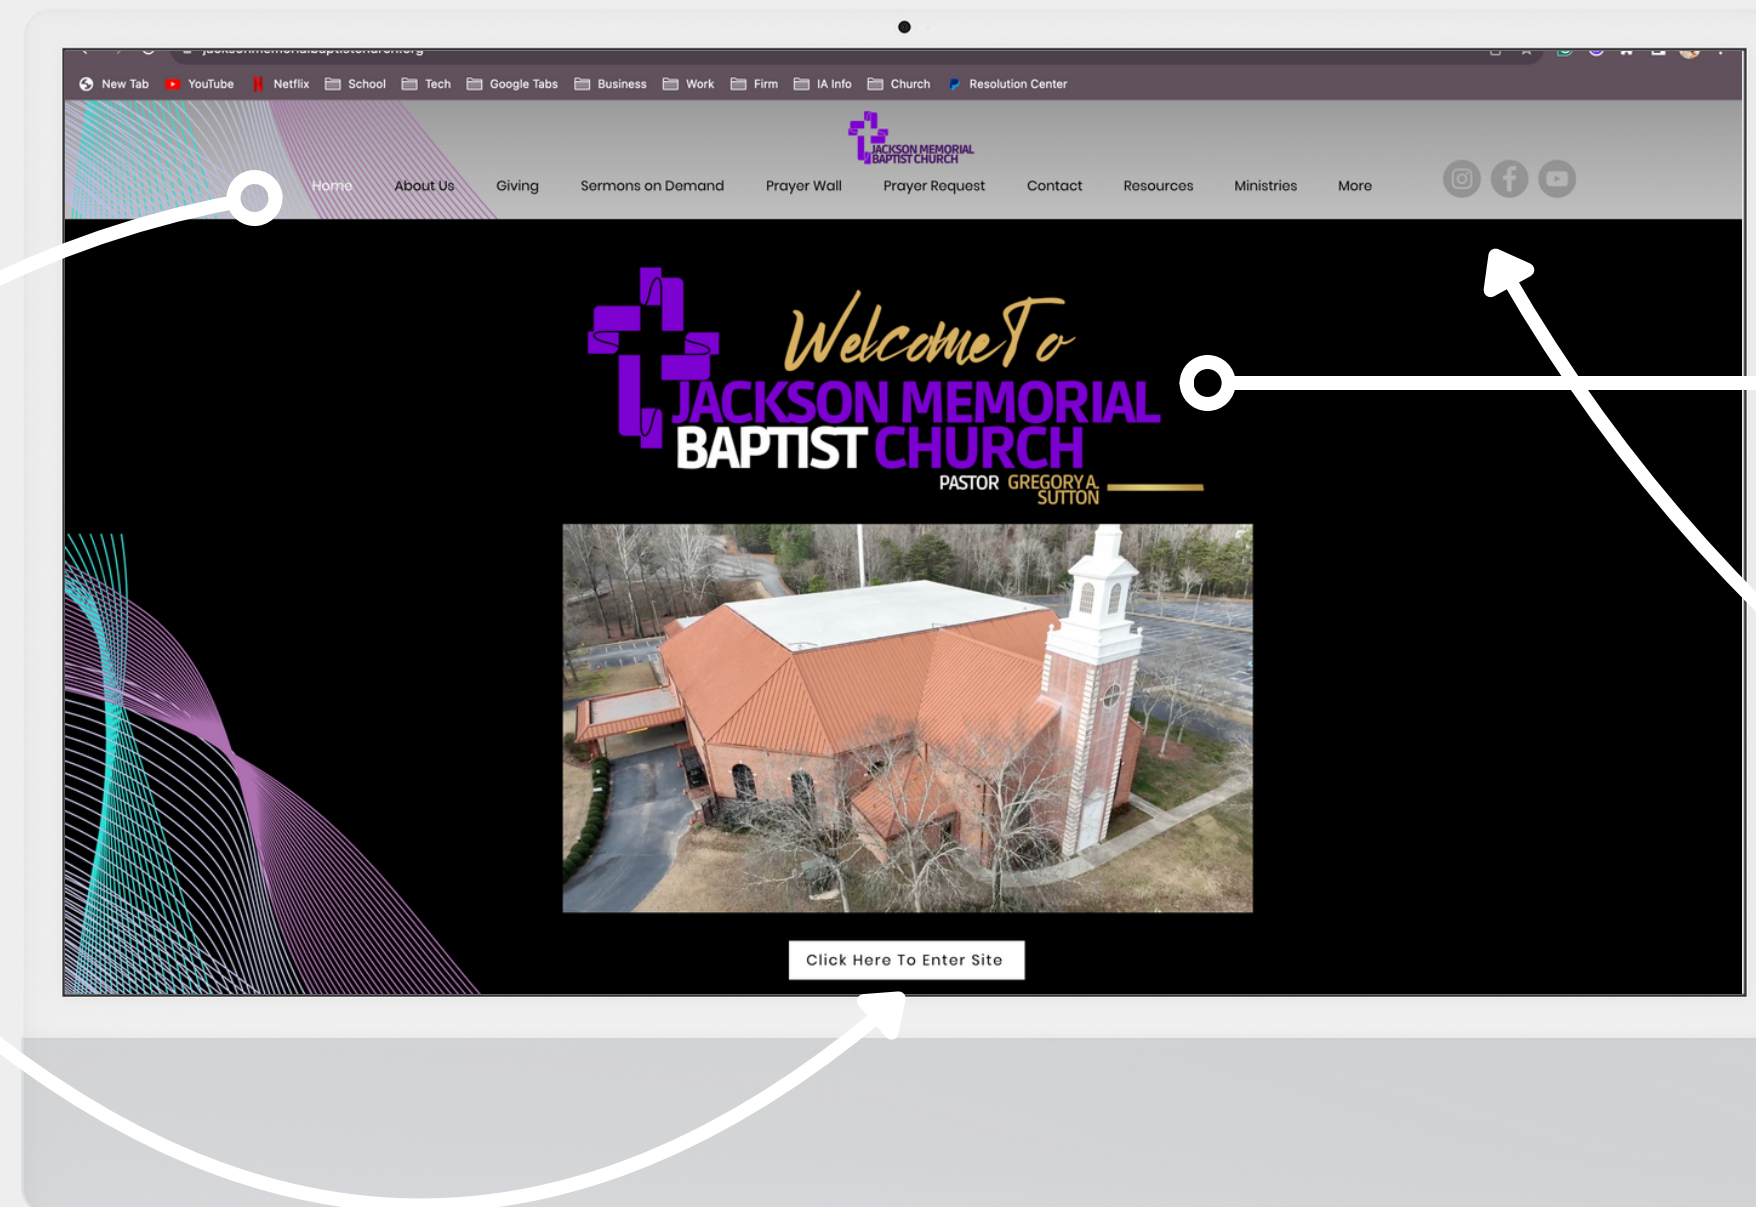 jacksonmemorialbaptistchurch.org
New Tab YouTube Netflix School Tech Google Tabs Business Work Firm IA Info Church Resolution Center
JACKSON MEMORIAL
BAPTIST CHURCH
Home About Us Giving Sermons on Demand Prayer Wall Prayer Request Contact Resources Ministries More
Welcome To
JACKSON MEMORIAL
BAPTIST CHURCH
PASTOR GREGORY A.
SUTTON
Click Here To Enter Site